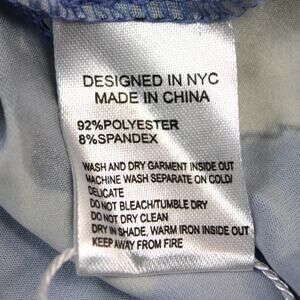 DESIGNED IN NYC
MADE IN CHINA
92%POLYESTER
8%SPANDEX
WASH AND DRY GARMENT INSIDE OUT
MACHINE WASH SEPARATE ON COLD/
DELICATE
DO NOT BLEACH/TUMBLE DRY
DO NOT DRY CLEAN
DRY IN SHADE, WARM IRON INSIDE OUT
KEEP AWAY FROM FIRE